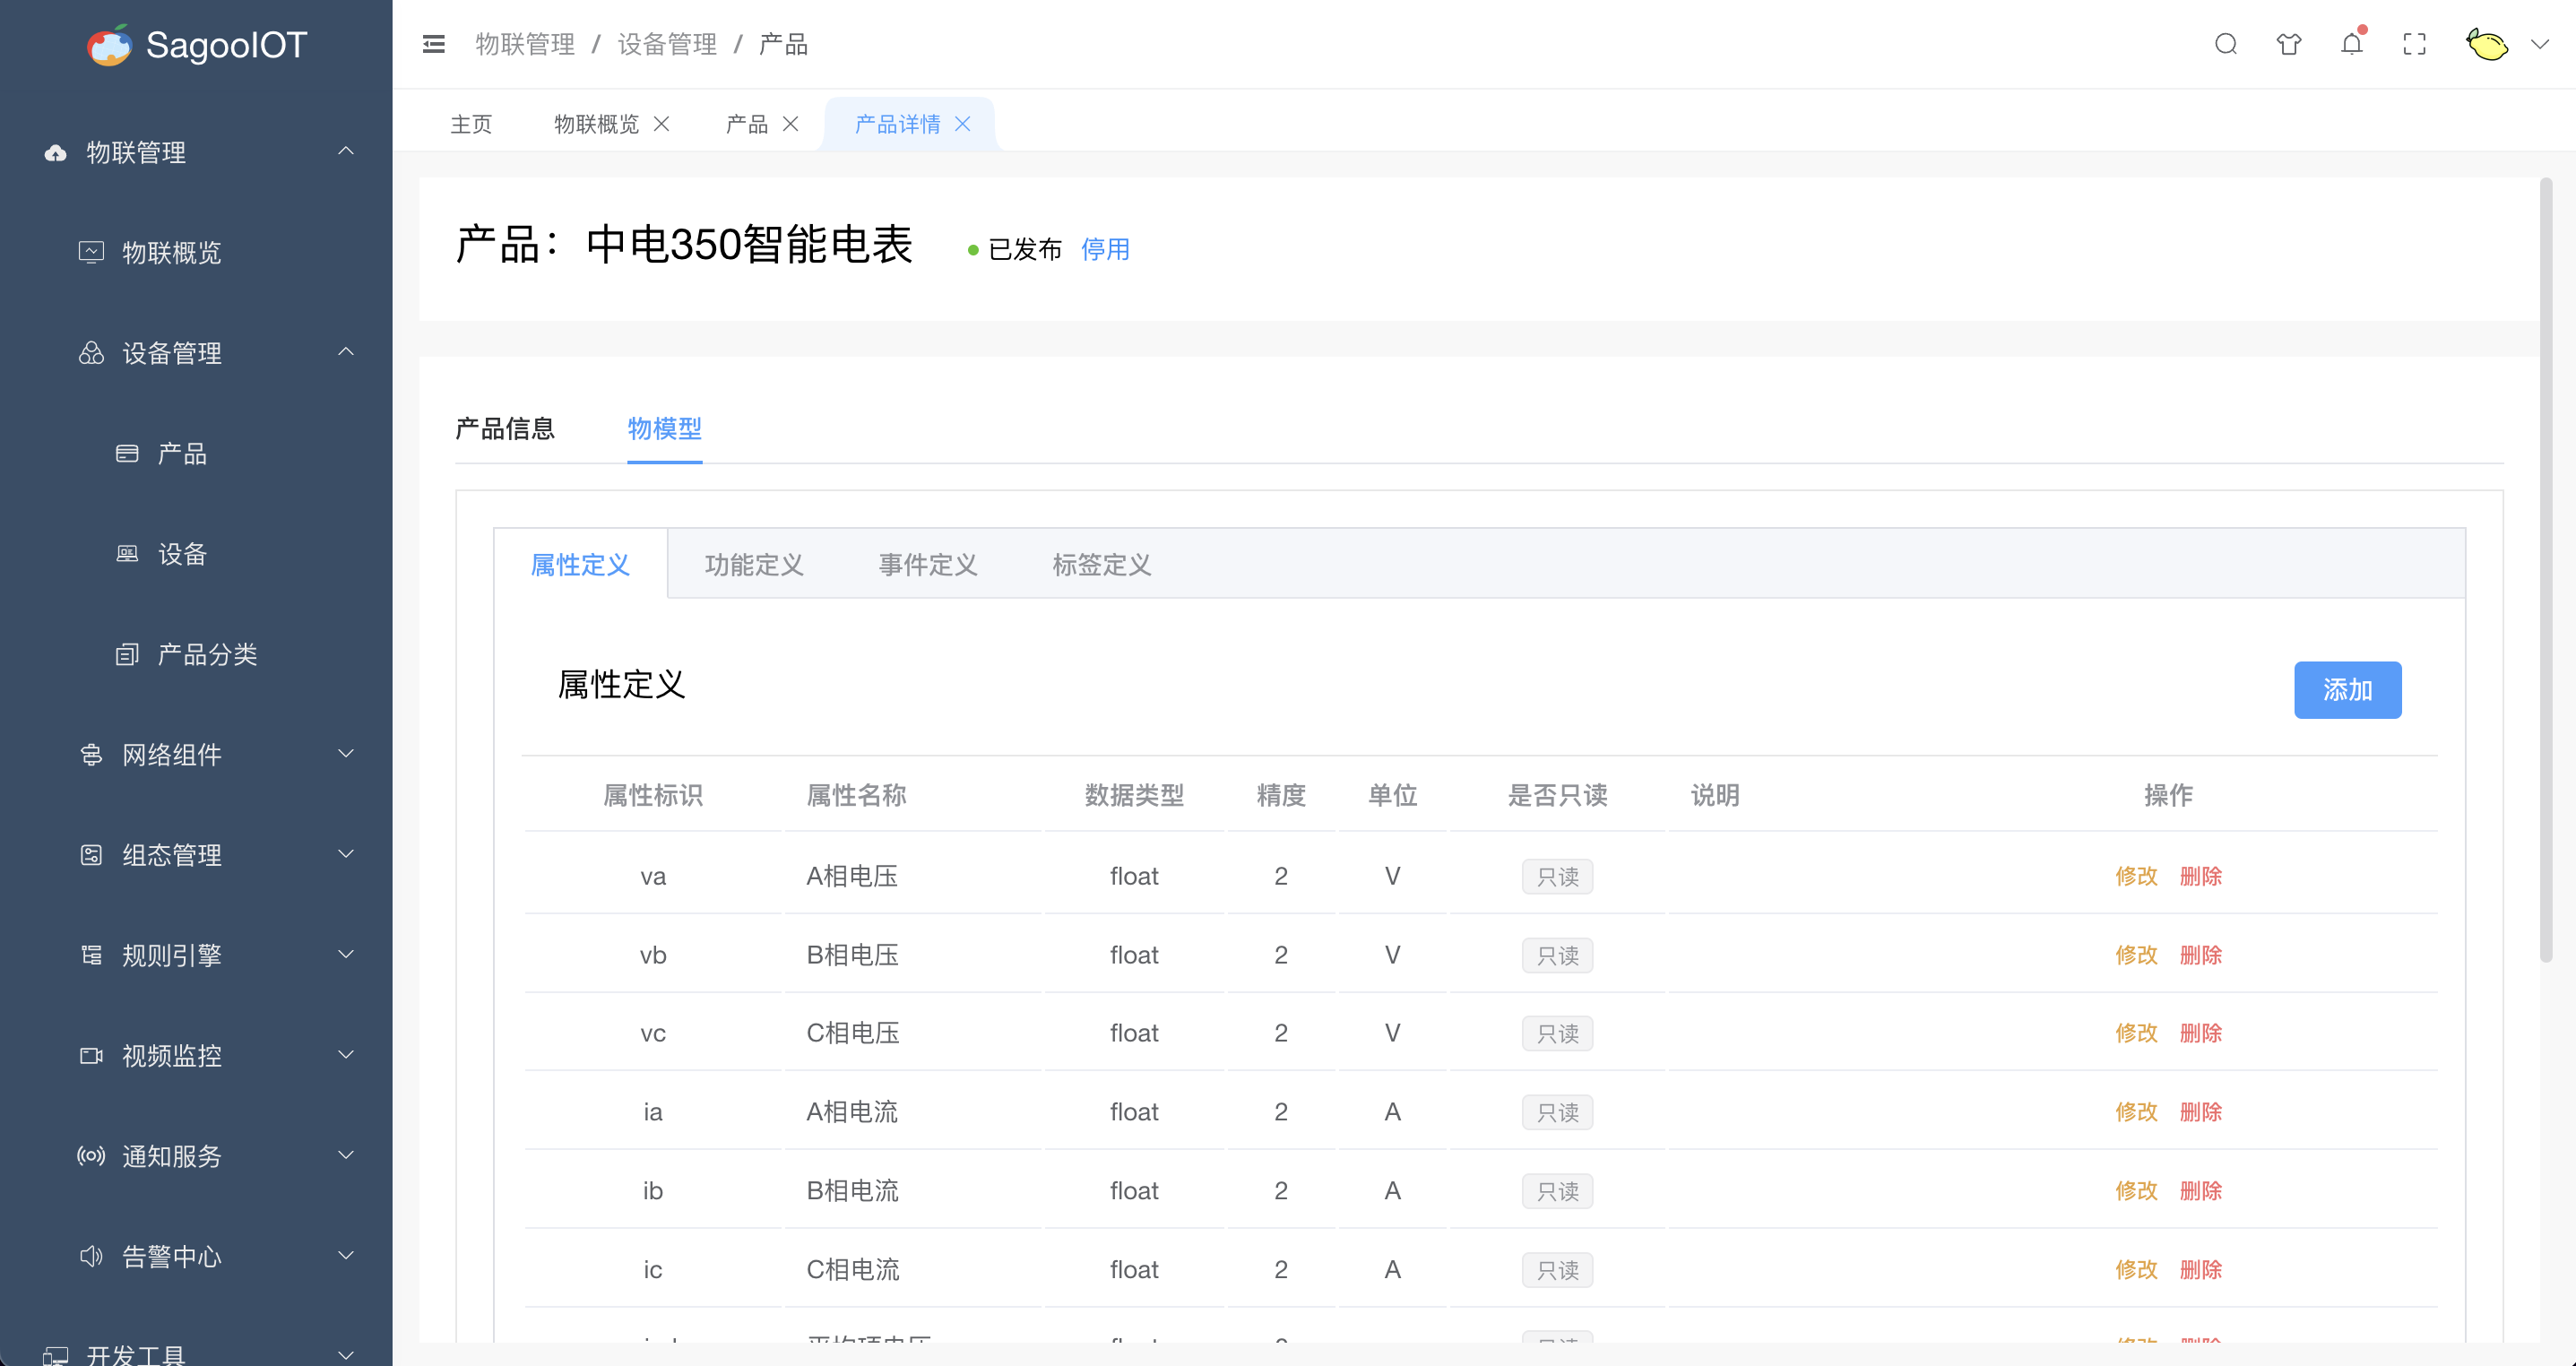 SagooIOT
物联管理 / 设备管理 / 产品
主页 物联概览 产品 产品详情
物联管理
物联概览
设备管理
产品
设备
产品分类
网络组件
组态管理
规则引擎
视频监控
通知服务
告警中心
开发工具
产品：中电350智能电表 已发布 停用
产品信息 物模型
属性定义 功能定义 事件定义 标签定义
属性定义 添加
属性标识 属性名称 数据类型 精度 单位 是否只读 说明 操作
va A相电压 float 2 V 只读 修改 删除
vb B相电压 float 2 V 只读 修改 删除
vc C相电压 float 2 V 只读 修改 删除
ia A相电流 float 2 A 只读 修改 删除
ib B相电流 float 2 A 只读 修改 删除
ic C相电流 float 2 A 只读 修改 删除